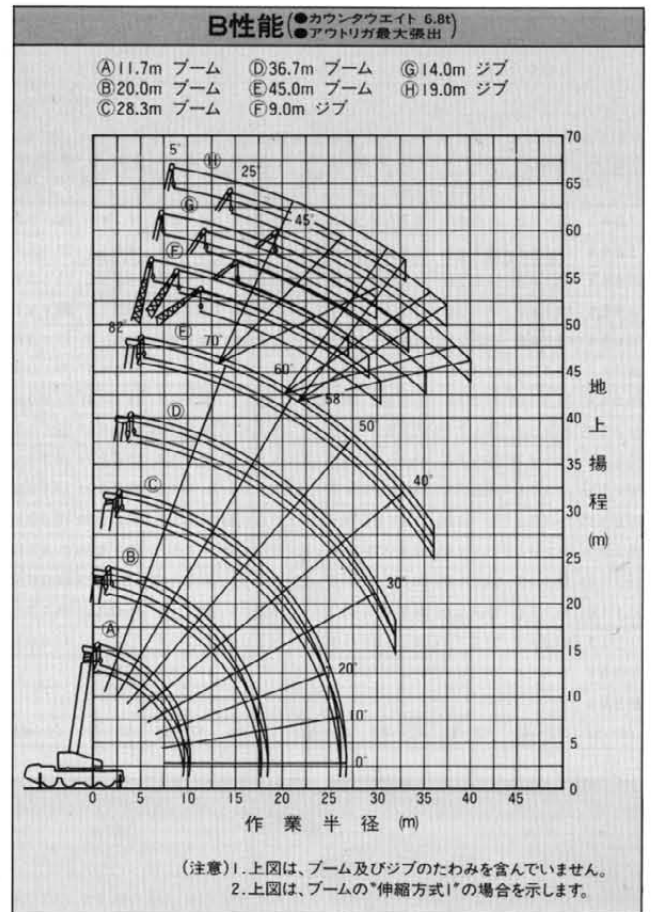 B性能(●カウンタウエイト 6.8t
●アウトリガ最大張出)
Ⓐ11.7m ブーム Ⓓ36.7m ブーム Ⓖ14.0m ジブ
Ⓑ20.0m ブーム Ⓔ45.0m ブーム Ⓗ19.0m ジブ
Ⓒ28.3m ブーム Ⓕ9.0m ジブ
70
5° Ⓗ 25°
65
Ⓖ 45°
60
Ⓕ
55
82° Ⓔ 70°
50
60° 58
45
Ⓓ 50°
40
35
Ⓒ 40°
30
25
Ⓑ 30°
20
Ⓐ
15
20°
10
10°
5
0°
0
地上揚程(m)
0 5 10 15 20 25 30 35 40 45
作業半径 (m)
(注意)1.上図は、ブーム及びジブのたわみを含んでいません。
2.上図は、ブームの"伸縮方式I"の場合を示します。